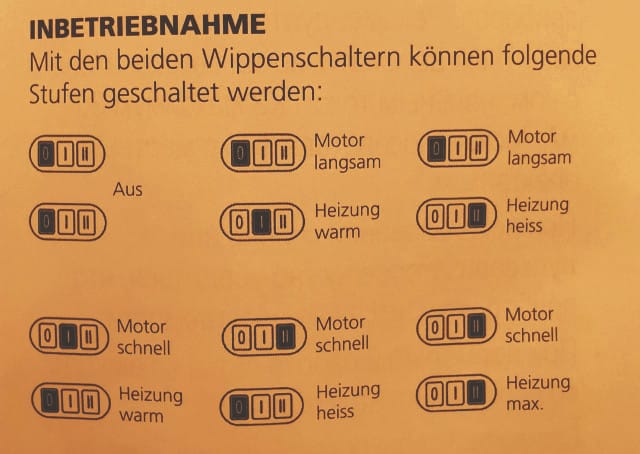 INBETRIEBNAHME
Mit den beiden Wippenschaltern können folgende
Stufen geschaltet werden:
0 I II
0 I II
Aus
0 I II
Motor
langsam
0 I II
Heizung
warm
0 I II
Motor
langsam
0 I II
Heizung
heiss
0 I II
Motor
schnell
0 I II
Heizung
warm
0 I II
Motor
schnell
0 I II
Heizung
heiss
0 I II
Motor
schnell
0 I II
Heizung
max.